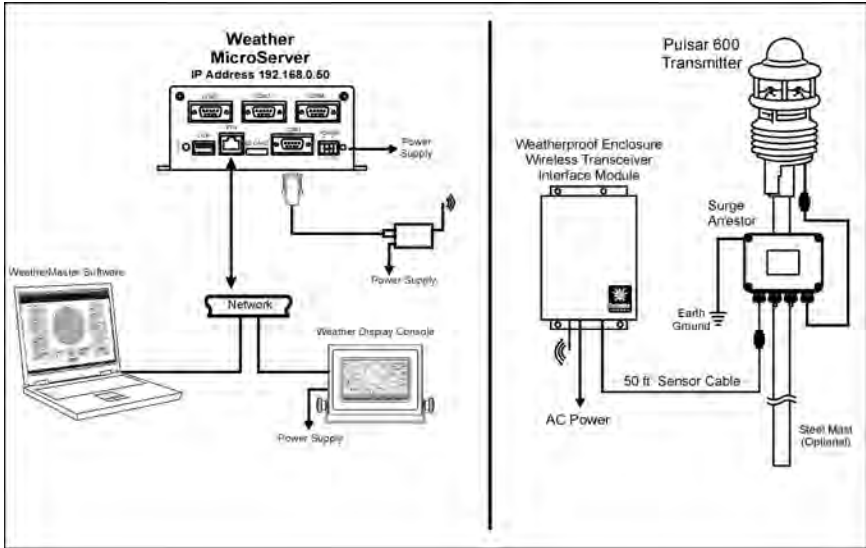 Weather
MicroServer
IP Address 192.168.0.50
Power
Supply
Power Supply
WeatherMaster Software
Network
Weather Display Console
Power Supply
Pulsar 600
Transmitter
Weatherproof Enclosure
Wireless Transceiver
Interface Module
Surge
Arrestor
Earth
Ground
50 ft. Sensor Cable
AC Power
Steel Mast
(Optional)